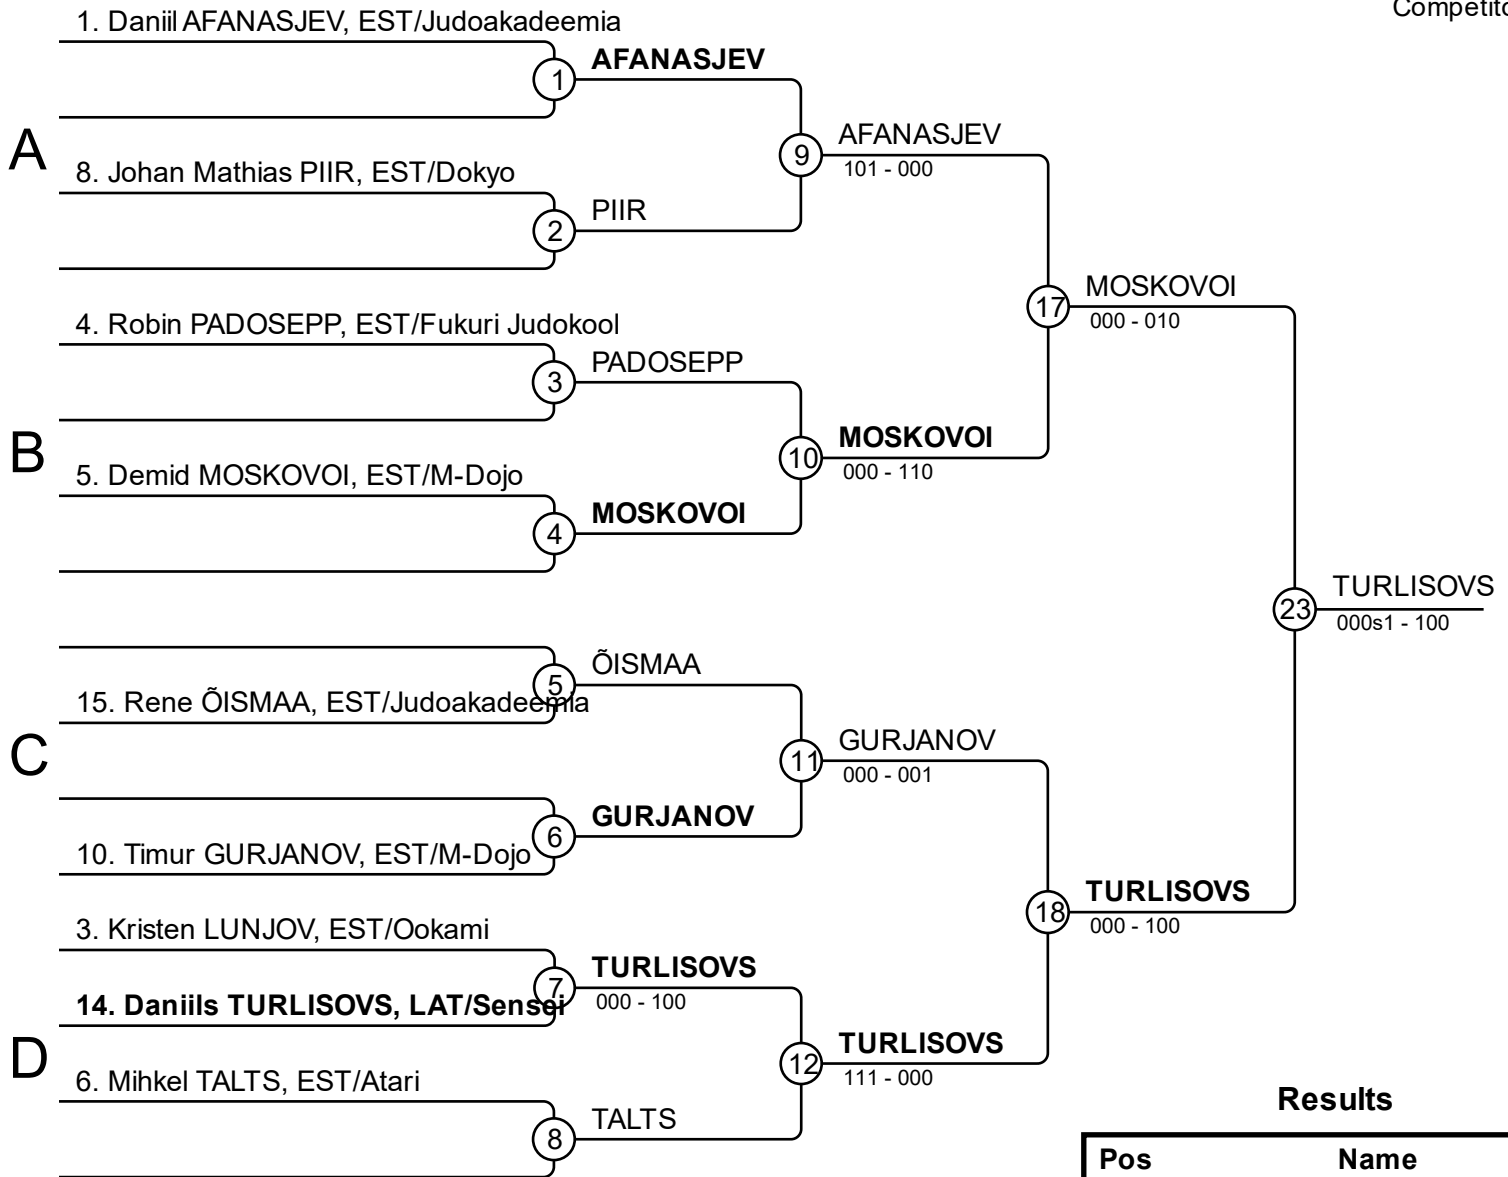 Competito
1. Daniil AFANASJEV, EST/Judoakadeemia
1
AFANASJEV
A
9
AFANASJEV
101 - 000
8. Johan Mathias PIIR, EST/Dokyo
2
PIIR
17
MOSKOVOI
000 - 010
4. Robin PADOSEPP, EST/Fukuri Judokool
3
PADOSEPP
B
10
MOSKOVOI
000 - 110
5. Demid MOSKOVOI, EST/M-Dojo
4
MOSKOVOI
23
TURLISOVS
000s1 - 100
5
ÕISMAA
15. Rene ÕISMAA, EST/Judoakadeemia
C
11
GURJANOV
000 - 001
6
GURJANOV
10. Timur GURJANOV, EST/M-Dojo
18
TURLISOVS
000 - 100
3. Kristen LUNJOV, EST/Ookami
7
TURLISOVS
000 - 100
14. Daniils TURLISOVS, LAT/Sensei
D
12
TURLISOVS
111 - 000
6. Mihkel TALTS, EST/Atari
8
TALTS
Results
Pos Name